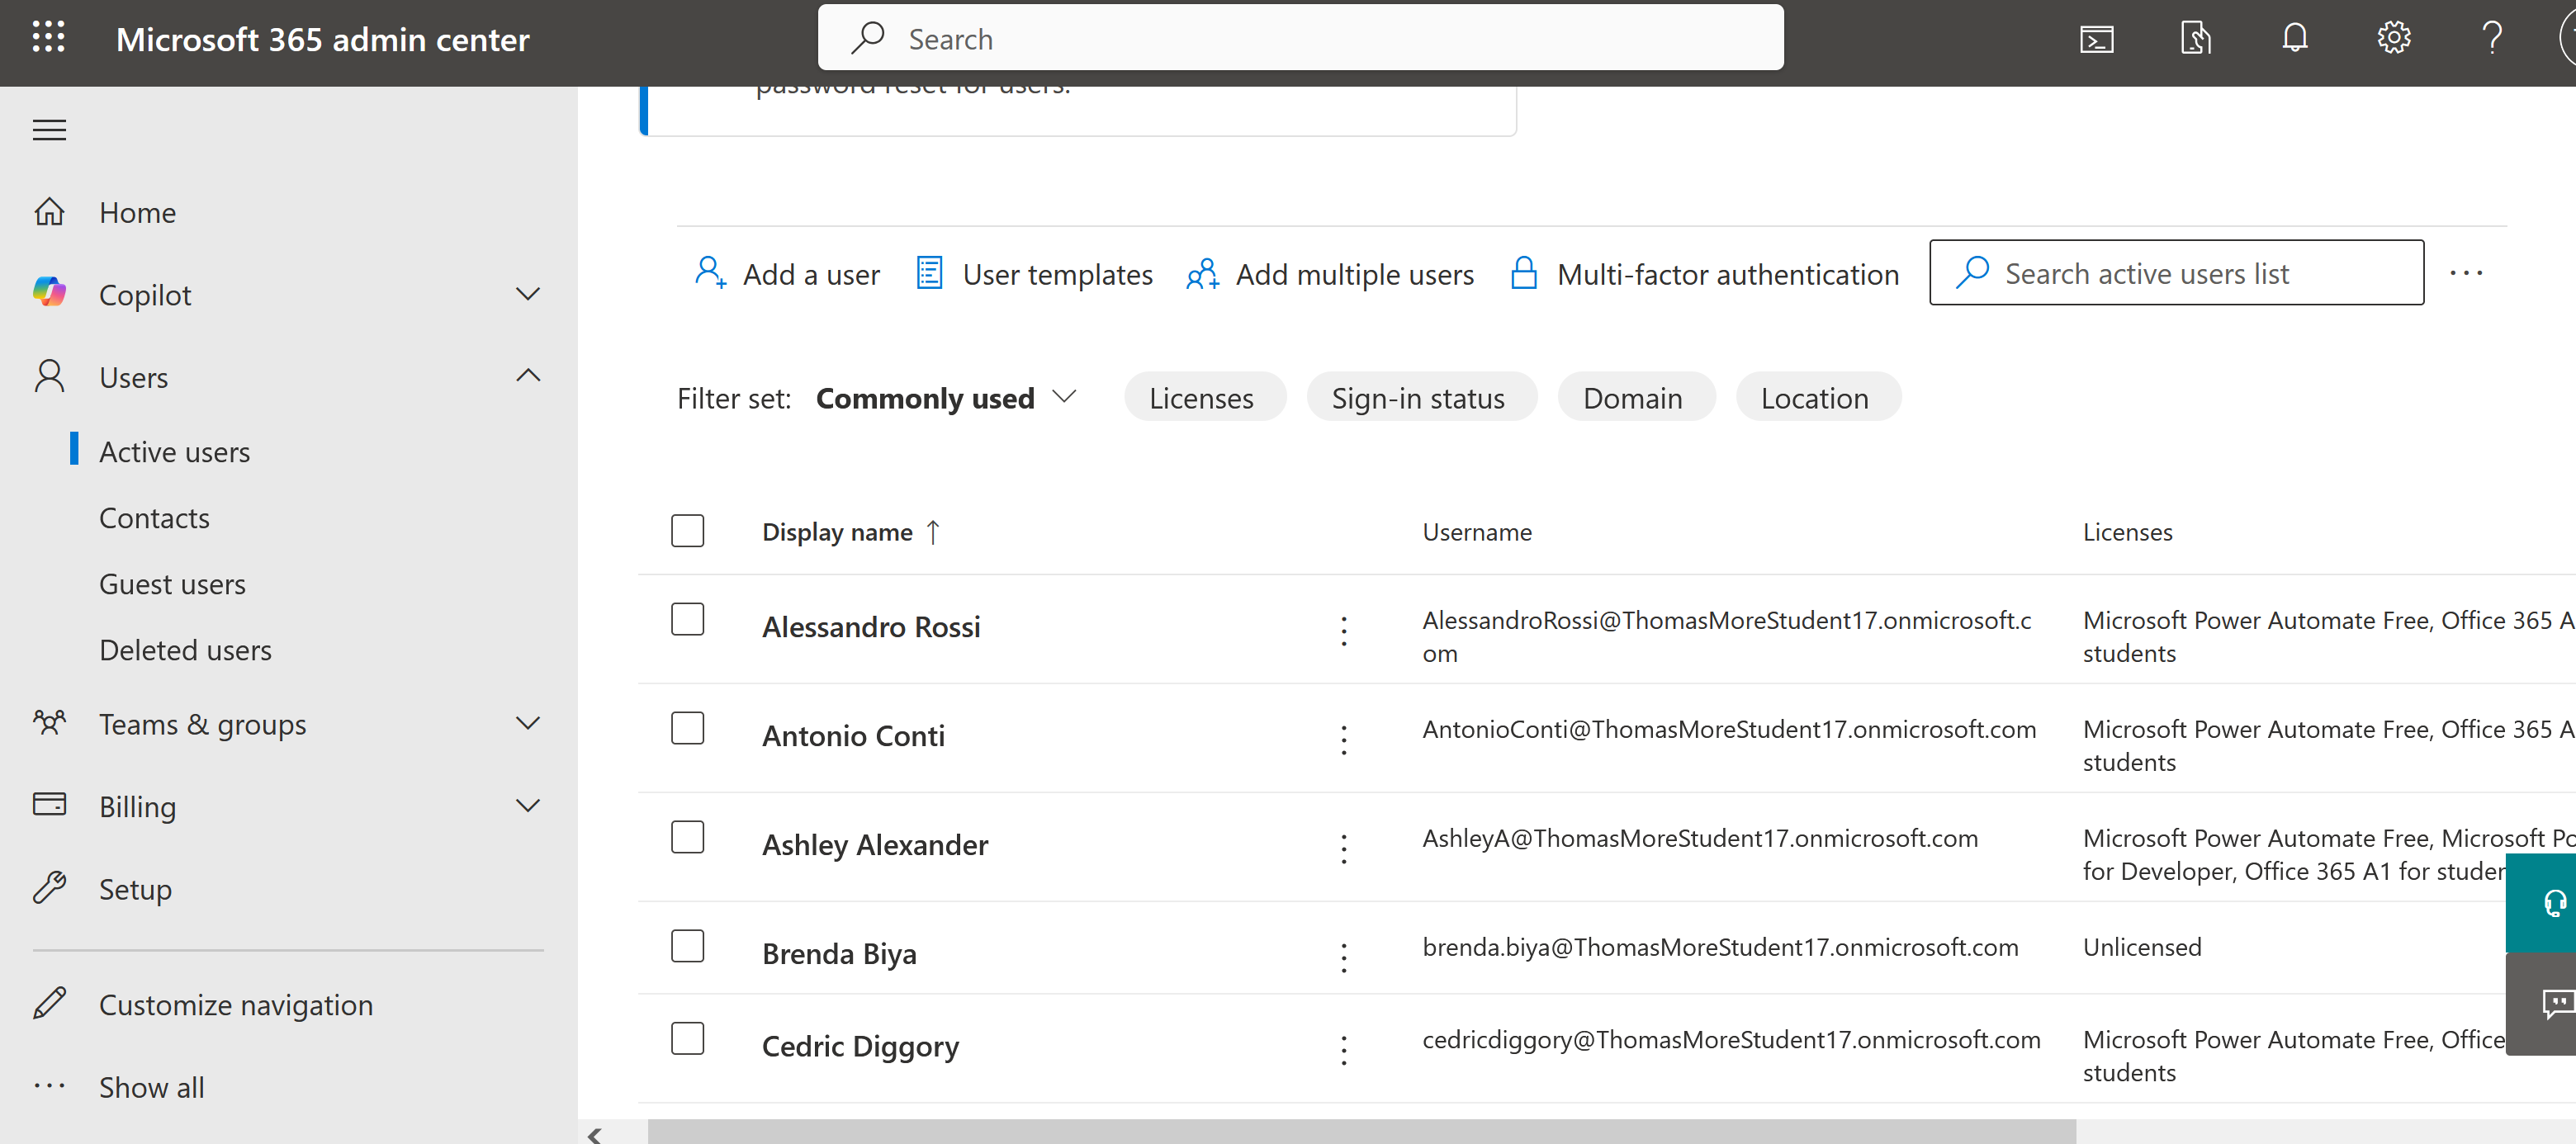 Microsoft 365 admin center
Search
password reset for users.
Home
Copilot
Users
Active users
Contacts
Guest users
Deleted users
Teams & groups
Billing
Setup
Customize navigation
Show all
Add a user
User templates
Add multiple users
Multi-factor authentication
Search active users list
Filter set: Commonly used
Licenses
Sign-in status
Domain
Location
Display name ↑ Username Licenses
Alessandro Rossi
AlessandroRossi@ThomasMoreStudent17.onmicrosoft.c
om
Microsoft Power Automate Free, Office 365 A
students
Antonio Conti
AntonioConti@ThomasMoreStudent17.onmicrosoft.com
Microsoft Power Automate Free, Office 365 A
students
Ashley Alexander
AshleyA@ThomasMoreStudent17.onmicrosoft.com
Microsoft Power Automate Free, Microsoft Po
for Developer, Office 365 A1 for studen
Brenda Biya
brenda.biya@ThomasMoreStudent17.onmicrosoft.com
Unlicensed
Cedric Diggory
cedricdiggory@ThomasMoreStudent17.onmicrosoft.com
Microsoft Power Automate Free, Office
students